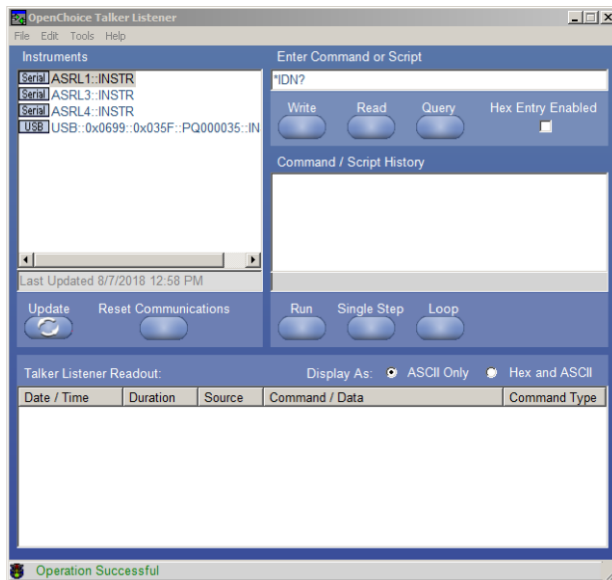 OpenChoice Talker Listener
File Edit Tools Help
Instruments
Serial ASRL1::INSTR
Serial ASRL3::INSTR
Serial ASRL4::INSTR
USB USB::0x0699::0x035F::PQ000035::IN
Last Updated 8/7/2018 12:58 PM
Update Reset Communications
Enter Command or Script
*IDN?
Write Read Query Hex Entry Enabled
Command / Script History
Run Single Step Loop
Talker Listener Readout: Display As: ASCII Only Hex and ASCII
Date / Time Duration Source Command / Data Command Type
Operation Successful